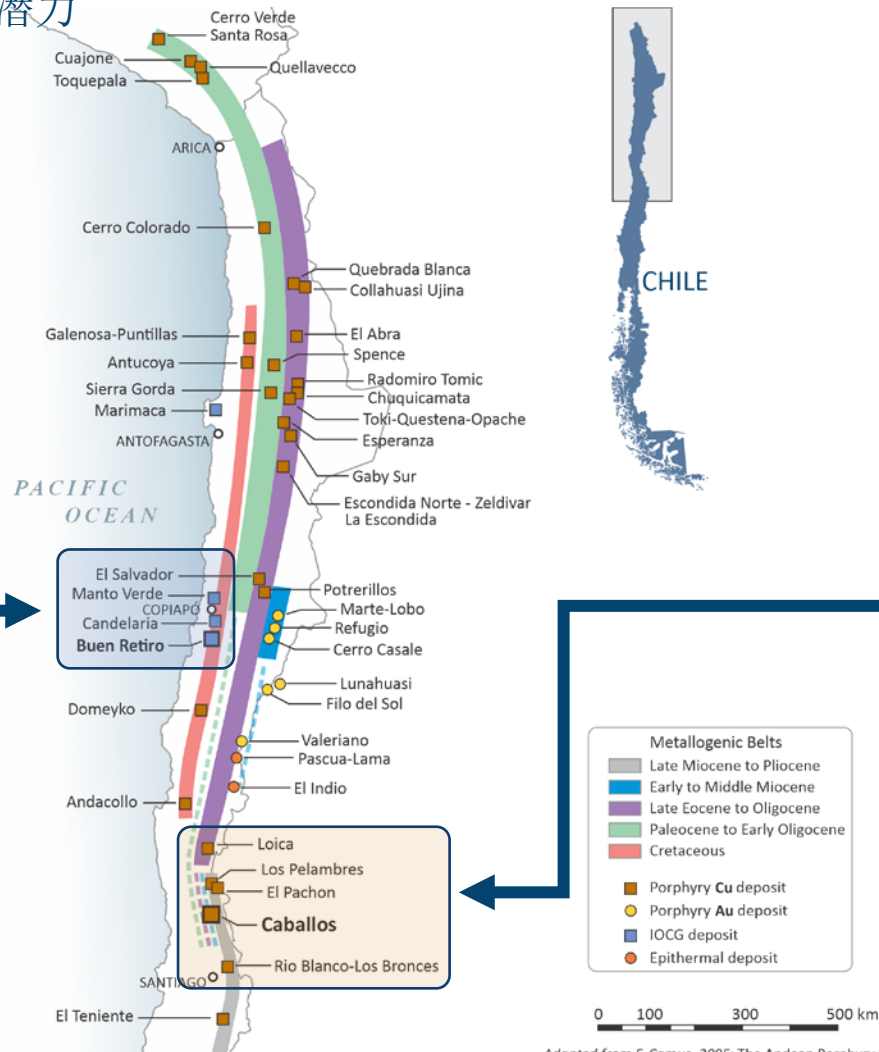 潛力
Cerro Verde
Santa Rosa
Cuajone
Quellavecco
Toquepala
ARICA
Cerro Colorado
Quebrada Blanca
Collahuasi Ujina
Galenosa-Puntillas
El Abra
Antucoya
Spence
Sierra Gorda
Radomiro Tomic
Marimaca
Chuquicamata
Toki-Questena-Opache
ANTOFAGASTA
Esperanza
Gaby Sur
PACIFIC
OCEAN
Escondida Norte - Zeldivar
La Escondida
El Salvador
Manto Verde
COPIAPÓ
Candelaria
Buen Retiro
Potrerillos
Marte-Lobo
Refugio
Cerro Casale
Lunahuasi
Filo del Sol
Domeyko
Valeriano
Pascua-Lama
El Indio
Andacollo
Loica
Los Pelambres
El Pachon
Caballos
Rio Blanco-Los Bronces
SANTIAGO
El Teniente
CHILE
Metallogenic Belts
Late Miocene to Pliocene
Early to Middle Miocene
Late Eocene to Oligocene
Paleocene to Early Oligocene
Cretaceous
Porphyry Cu deposit
Porphyry Au deposit
IOCG deposit
Epithermal deposit
0 100 300 500 km